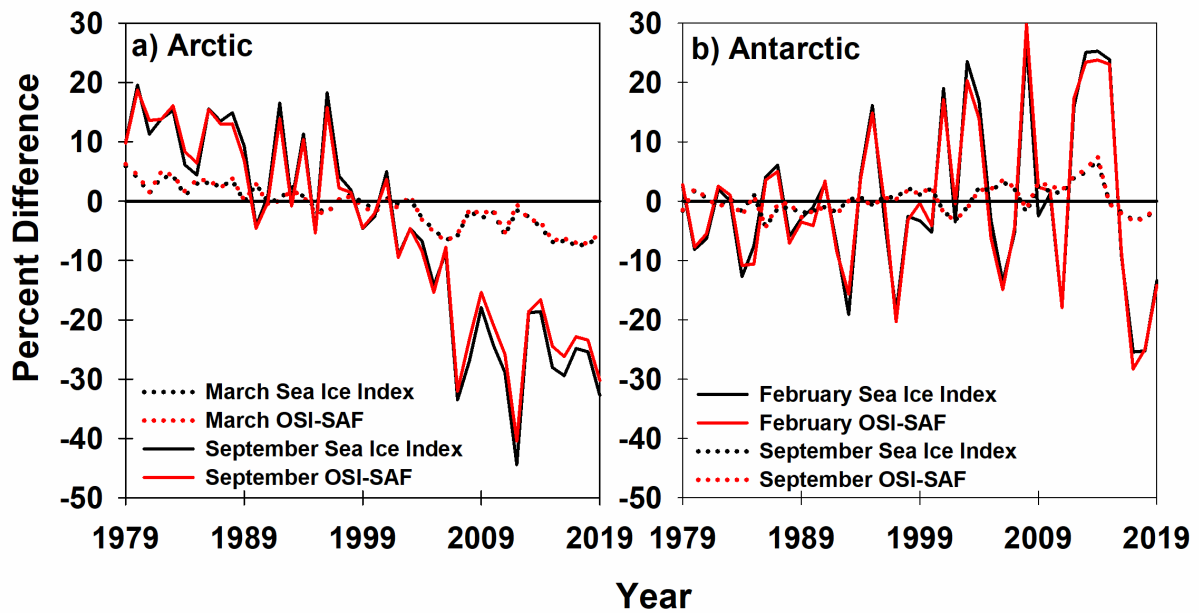 a) Arctic
b) Antarctic
Percent Difference
30
20
10
0
-10
-20
-30
-40
-50
March Sea Ice Index
March OSI-SAF
September Sea Ice Index
September OSI-SAF
1979 1989 1999 2009 2019
30
20
10
0
-10
-20
-30
-40
-50
February Sea Ice Index
February OSI-SAF
September Sea Ice Index
September OSI-SAF
1979 1989 1999 2009 2019
Year